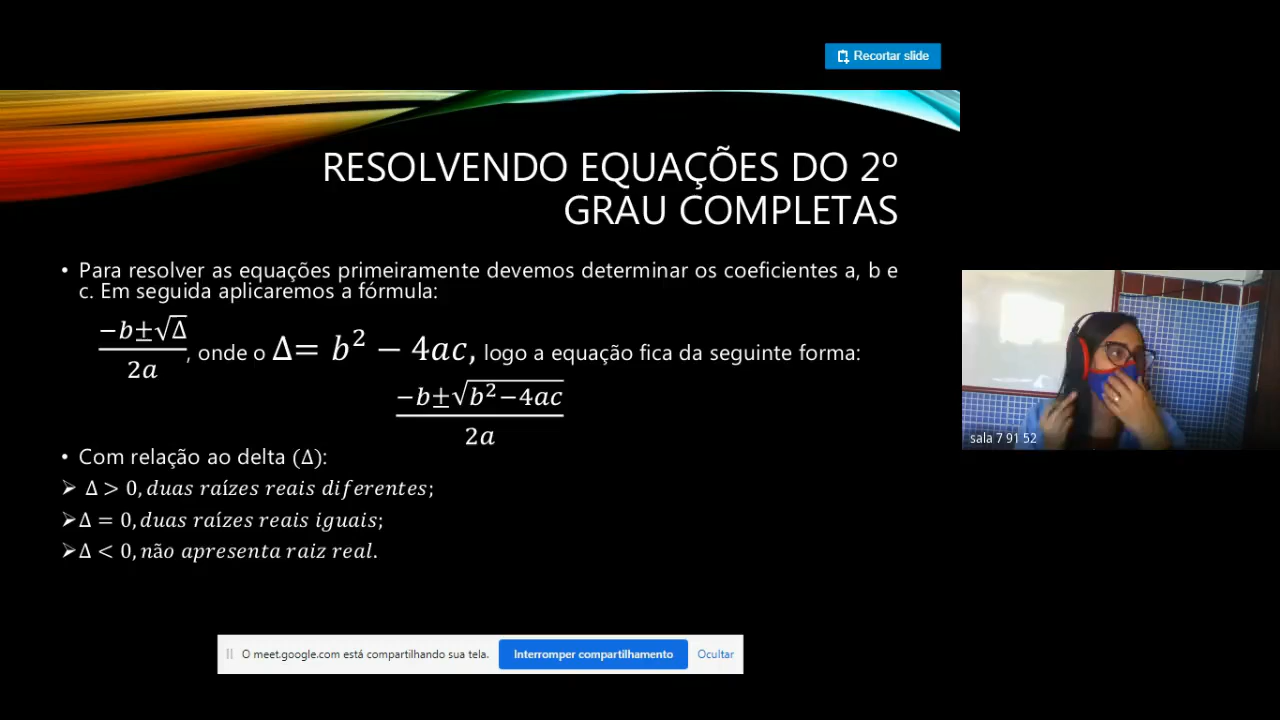 Recortar slide
RESOLVENDO EQUAÇÕES DO 2º
GRAU COMPLETAS
• Para resolver as equações primeiramente devemos determinar os coeficientes a, b e
c. Em seguida aplicaremos a fórmula:
−b±√Δ / 2a, onde o Δ= b² − 4ac, logo a equação fica da seguinte forma:
−b±√b²−4ac / 2a
• Com relação ao delta (Δ):
➢ Δ > 0, duas raízes reais diferentes;
➢Δ = 0, duas raízes reais iguais;
➢Δ < 0, não apresenta raiz real.
sala 7 91 52
O meet.google.com está compartilhando sua tela.
Interromper compartilhamento
Ocultar